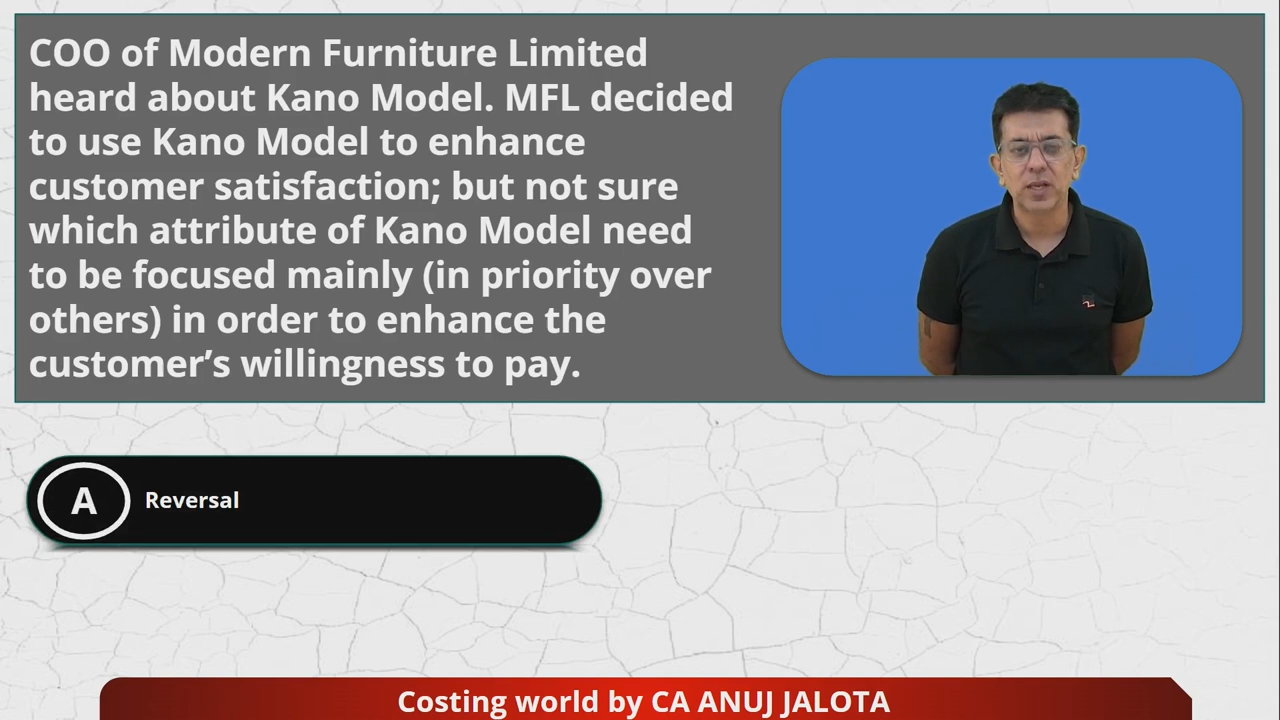 COO of Modern Furniture Limited
heard about Kano Model. MFL decided
to use Kano Model to enhance
customer satisfaction; but not sure
which attribute of Kano Model need
to be focused mainly (in priority over
others) in order to enhance the
customer’s willingness to pay.
A Reversal
Costing world by CA ANUJ JALOTA